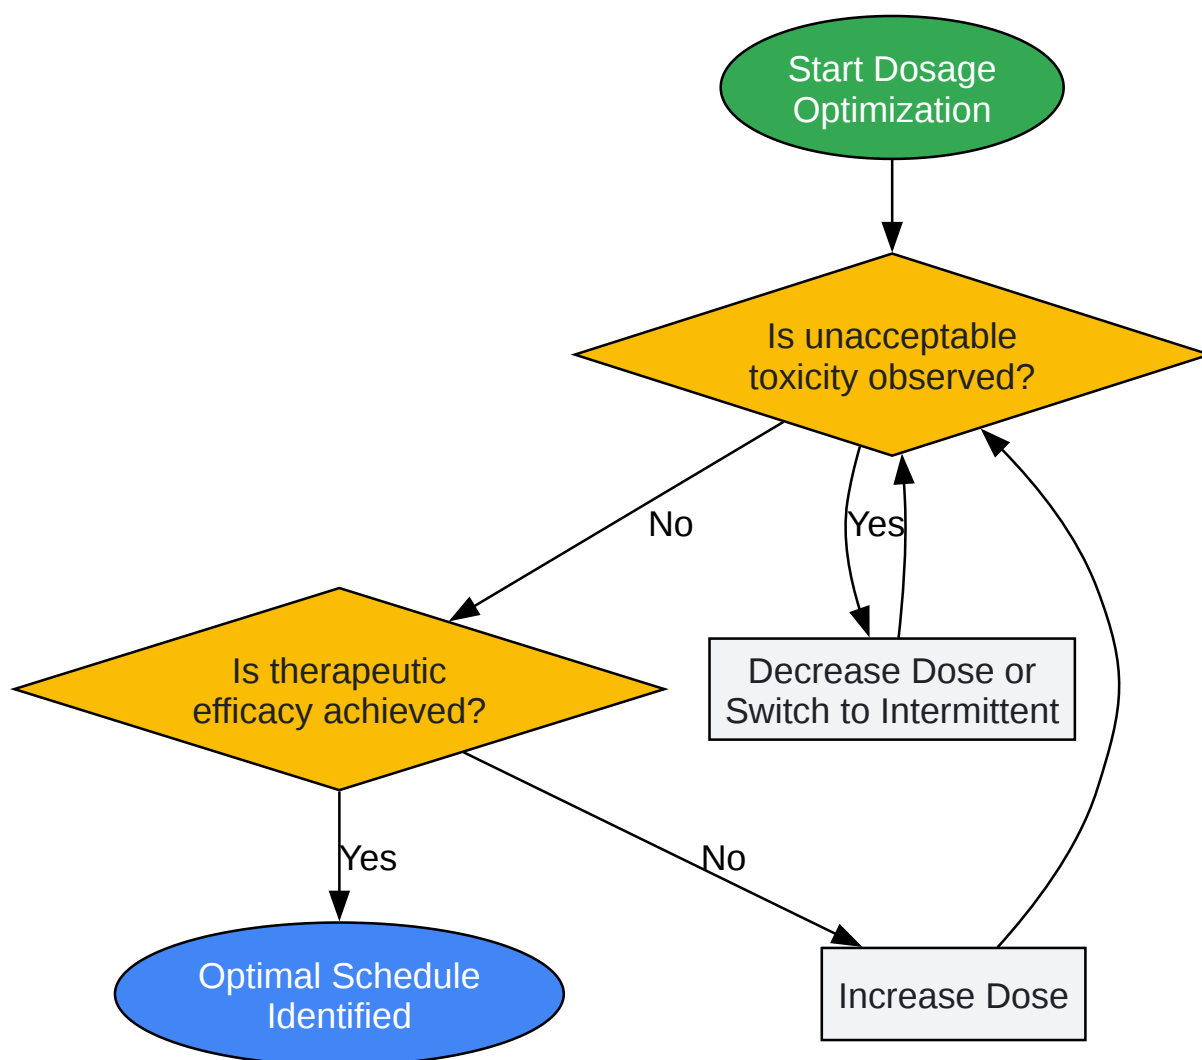 Start Dosage
Optimization
Is unacceptable
toxicity observed?
No
Yes
Is therapeutic
efficacy achieved?
Decrease Dose or
Switch to Intermittent
Yes
No
Optimal Schedule
Identified
Increase Dose